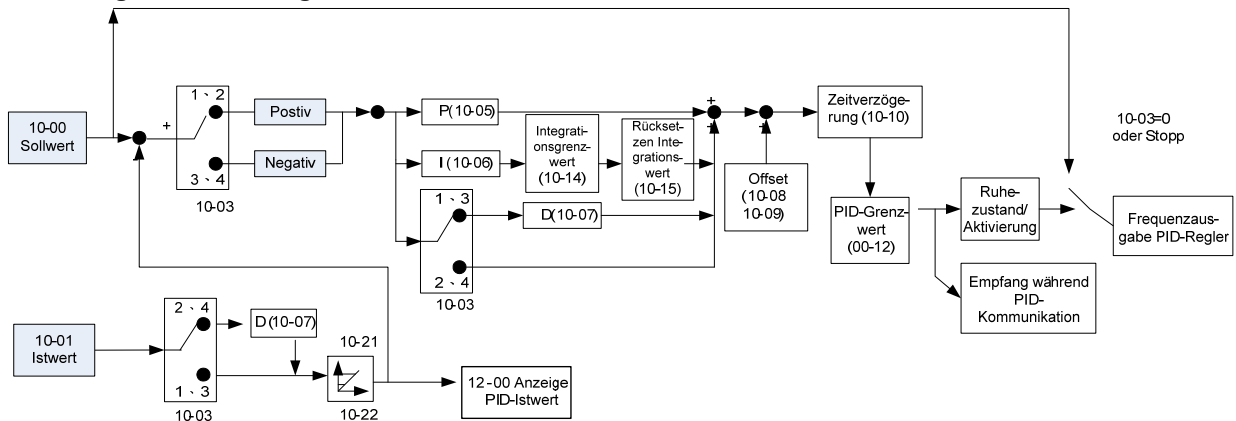 10-00
Sollwert
+
1、2
3、4
10-03
Postiv
Negativ
P(10-05)
I(10-06)
Integrati
onsgrenz
wert
(10-14)
Rückset
zen Inte
grations-
wert
(10-15)
1、3
D(10-07)
2、4
10-03
+
+
Offset
(10-08
10-09)
Zeitverzöge
rung (10-10)
PID-Grenz
wert
(00-12)
Ruhe
zustand/
Aktivierung
Empfang während
PID-
Kommunikation
10-03=0
oder Stopp
Frequenzaus-
gabe PID-Regler
10-01
Istwert
2、4
1、3
10-03
D(10-07)
10-21
10-22
12-00 Anzeige
PID-Istwert